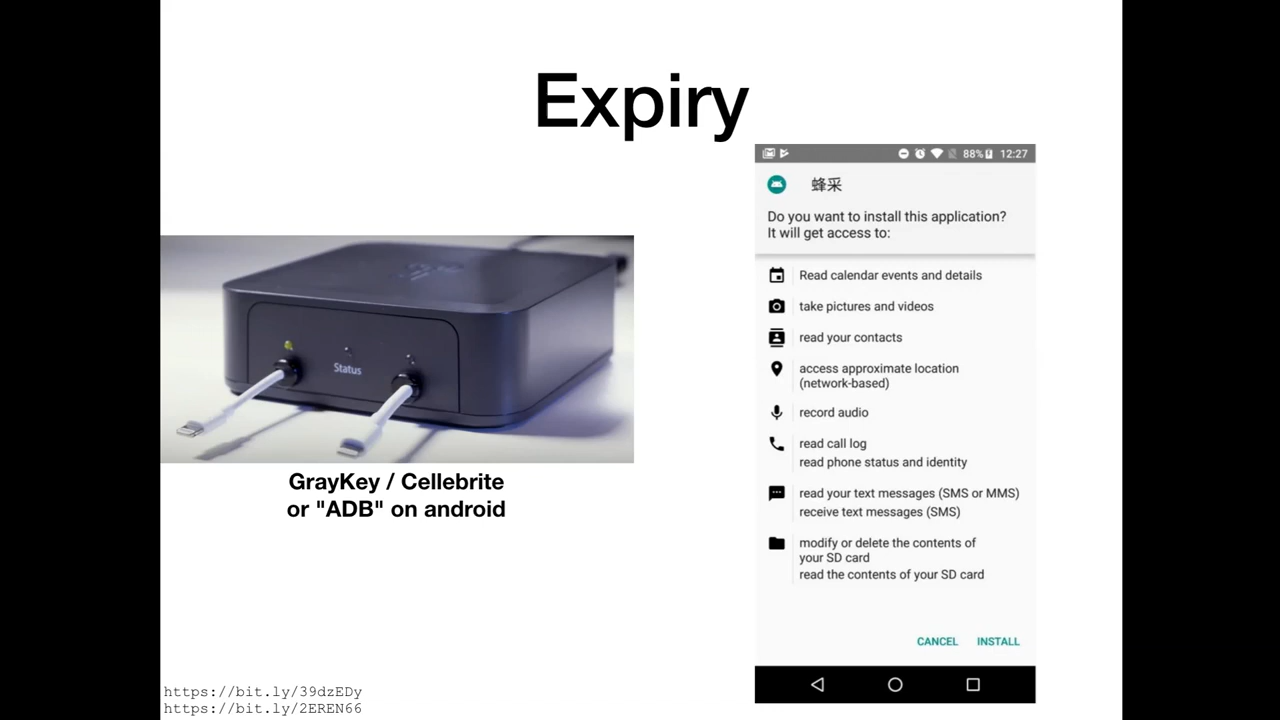 Expiry
Status
GrayKey / Cellebrite
or "ADB" on android
88%
12:27
蜂采
Do you want to install this application?
It will get access to:
Read calendar events and details
take pictures and videos
read your contacts
access approximate location
(network-based)
record audio
read call log
read phone status and identity
read your text messages (SMS or MMS)
receive text messages (SMS)
modify or delete the contents of
your SD card
read the contents of your SD card
CANCEL
INSTALL
https://bit.ly/39dzEDy
https://bit.ly/2EREN66